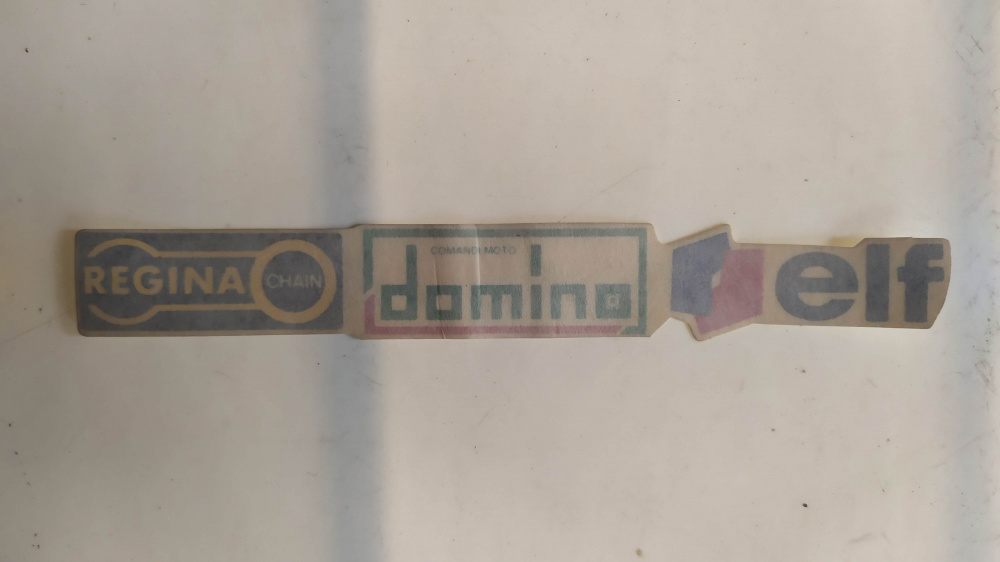 REGINA CHAIN
COMANDI MOTO
domino
elf